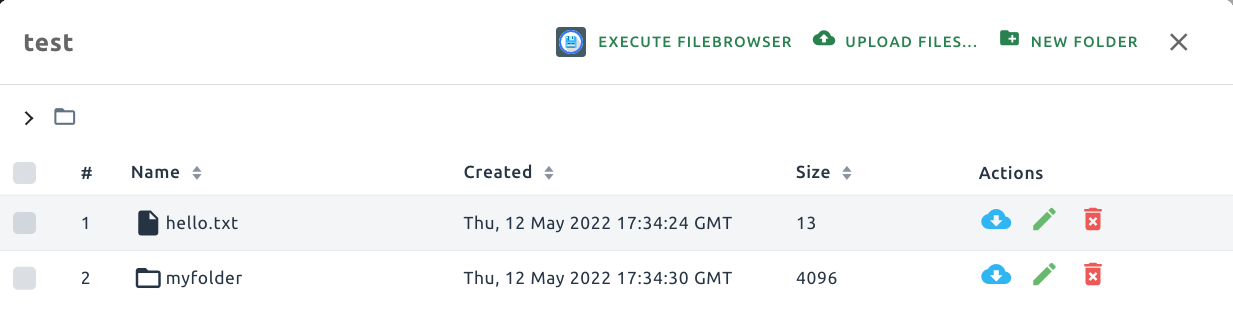 test
EXECUTE FILEBROWSER UPLOAD FILES... NEW FOLDER
# Name Created Size Actions
1 hello.txt Thu, 12 May 2022 17:34:24 GMT 13
2 myfolder Thu, 12 May 2022 17:34:30 GMT 4096